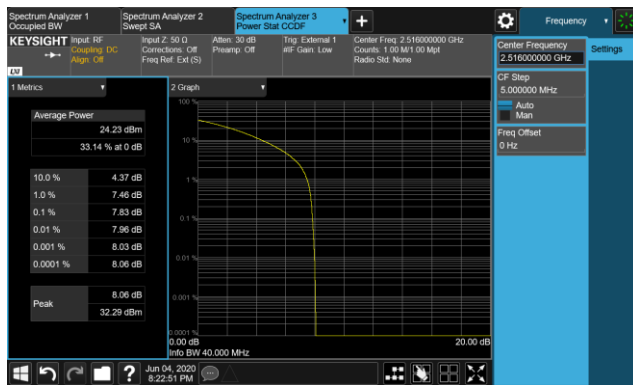 Spectrum Analyzer 1
Occupied BW
Spectrum Analyzer 2
Swept SA
Spectrum Analyzer 3
Power Stat CCDF
Frequency
KEYSIGHT
Input: RF
Coupling: DC
Align: Off
Input Z: 50 Ω
Corrections: Off
Freq Ref: Ext (S)
Atten: 30 dB
Preamp: Off
Trig: External 1
#IF Gain: Low
Center Freq: 2.516000000 GHz
Counts: 1.00 M/1.00 Mpt
Radio Std: None
LXI
Center Frequency
2.516000000 GHz
Settings
CF Step
5.000000 MHz
Auto
Man
Freq Offset
0 Hz
1 Metrics
Average Power
24.23 dBm
33.14 % at 0 dB
10.0 % 4.37 dB
1.0 % 7.46 dB
0.1 % 7.83 dB
0.01 % 7.96 dB
0.001 % 8.03 dB
0.0001 % 8.06 dB
Peak
8.06 dB
32.29 dBm
2 Graph
100 %
10 %
1 %
0.1 %
0.01 %
0.001 %
0.0001 %
0.00 dB
20.00 dB
Info BW 40.000 MHz
?
Jun 04, 2020
8:22:51 PM